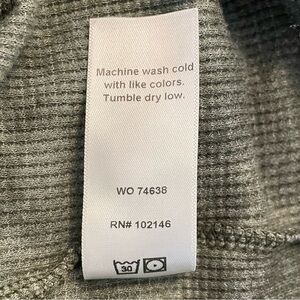 Machine wash cold
with like colors.
Tumble dry low.
WO 74638
RN# 102146
30